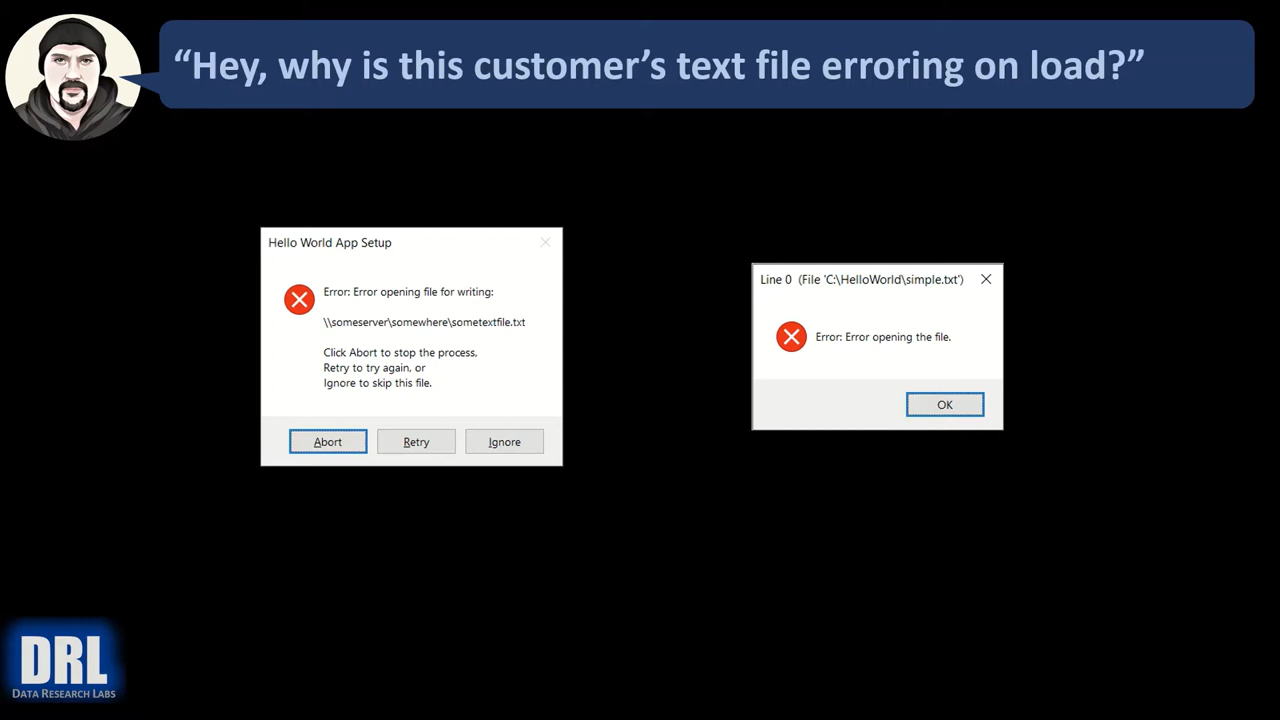 “Hey, why is this customer’s text file erroring on load?”
Hello World App Setup
Error: Error opening file for writing:
\\someserver\somewhere\sometextfile.txt
Click Abort to stop the process,
Retry to try again, or
Ignore to skip this file.
Abort
Retry
Ignore
Line 0  (File 'C:\HelloWorld\simple.txt')
Error: Error opening the file.
OK
DRL
DATA RESEARCH LABS